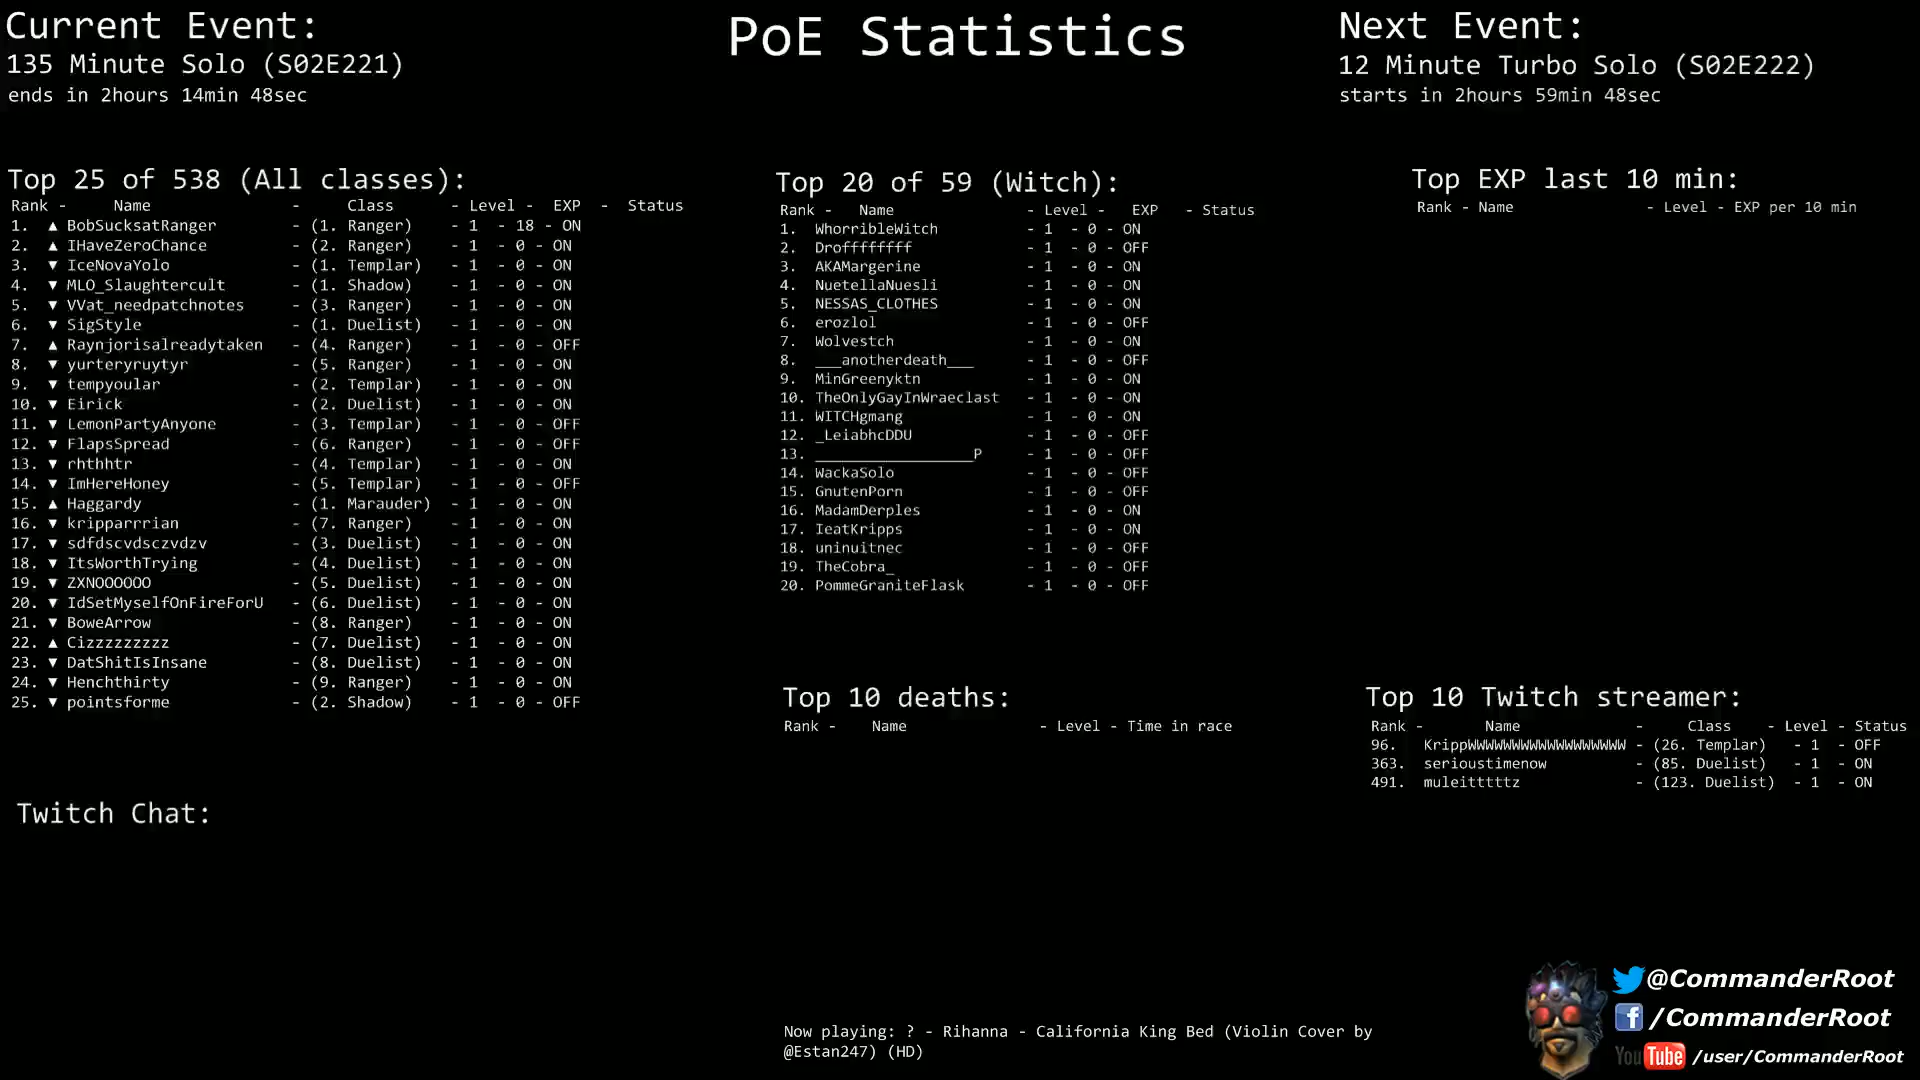 Current Event:
135 Minute Solo (S02E221)
ends in 2hours 14min 48sec
PoE Statistics
Next Event:
12 Minute Turbo Solo (S02E222)
starts in 2hours 59min 48sec
Top 25 of 538 (All classes):
Rank - Name - Class - Level - EXP - Status
1. ▲ BobSucksatRanger - (1. Ranger) - 1 - 18 - ON
2. ▲ IHaveZeroChance - (2. Ranger) - 1 - 0 - ON
3. ▼ IceNovaYolo - (1. Templar) - 1 - 0 - ON
4. ▼ MLO_Slaughtercult - (1. Shadow) - 1 - 0 - ON
5. ▼ VVat_needpatchnotes - (3. Ranger) - 1 - 0 - ON
6. ▼ SigStyle - (1. Duelist) - 1 - 0 - ON
7. ▲ Raynjorisalreadytaken - (4. Ranger) - 1 - 0 - OFF
8. ▼ yurteryruytyr - (5. Ranger) - 1 - 0 - ON
9. ▼ tempyoular - (2. Templar) - 1 - 0 - ON
10. ▼ Eirick - (2. Duelist) - 1 - 0 - ON
11. ▼ LemonPartyAnyone - (3. Templar) - 1 - 0 - OFF
12. ▼ FlapsSpread - (6. Ranger) - 1 - 0 - OFF
13. ▼ rhthhtr - (4. Templar) - 1 - 0 - ON
14. ▼ ImHereHoney - (5. Templar) - 1 - 0 - OFF
15. ▲ Haggardy - (1. Marauder) - 1 - 0 - ON
16. ▼ kripparrrian - (7. Ranger) - 1 - 0 - ON
17. ▼ sdfdscvdsczvdzv - (3. Duelist) - 1 - 0 - ON
18. ▼ ItsWorthTrying - (4. Duelist) - 1 - 0 - ON
19. ▼ ZXNOOOOOO - (5. Duelist) - 1 - 0 - ON
20. ▼ IdSetMyselfOnFireForU - (6. Duelist) - 1 - 0 - ON
21. ▼ BoweArrow - (8. Ranger) - 1 - 0 - ON
22. ▲ Cizzzzzzzzz - (7. Duelist) - 1 - 0 - ON
23. ▼ DatShitIsInsane - (8. Duelist) - 1 - 0 - ON
24. ▼ Henchthirty - (9. Ranger) - 1 - 0 - ON
25. ▼ pointsforme - (2. Shadow) - 1 - 0 - OFF
Top 20 of 59 (Witch):
Rank - Name - Level - EXP - Status
1. WhorribleWitch - 1 - 0 - ON
2. Droffffffff - 1 - 0 - OFF
3. AKAMargerine - 1 - 0 - ON
4. NuetellaNuesli - 1 - 0 - ON
5. NESSAS_CLOTHES - 1 - 0 - ON
6. erozlol - 1 - 0 - OFF
7. Wolvestch - 1 - 0 - ON
8. ___anotherdeath___ - 1 - 0 - OFF
9. MinGreenyktn - 1 - 0 - ON
10. TheOnlyGayInWraeclast - 1 - 0 - ON
11. WITCHgmang - 1 - 0 - ON
12. _LeiabhcDDU - 1 - 0 - OFF
13. __________________P - 1 - 0 - OFF
14. WackaSolo - 1 - 0 - OFF
15. GnutenPorn - 1 - 0 - OFF
16. MadamDerples - 1 - 0 - ON
17. IeatKripps - 1 - 0 - ON
18. uninuitnec - 1 - 0 - OFF
19. TheCobra_ - 1 - 0 - OFF
20. PommeGraniteFlask - 1 - 0 - OFF
Top EXP last 10 min:
Rank - Name - Level - EXP per 10 min
Top 10 deaths:
Rank - Name - Level - Time in race
Top 10 Twitch streamer:
Rank - Name - Class - Level - Status
96. KrippWWWWWWWWWWWWWWWWWW - (26. Templar) - 1 - OFF
363. serioustimenow - (85. Duelist) - 1 - ON
491. muleitttttz - (123. Duelist) - 1 - ON
Twitch Chat:
Now playing: ? - Rihanna - California King Bed (Violin Cover by
@Estan247) (HD)
@CommanderRoot
f /CommanderRoot
YouTube /user/CommanderRoot